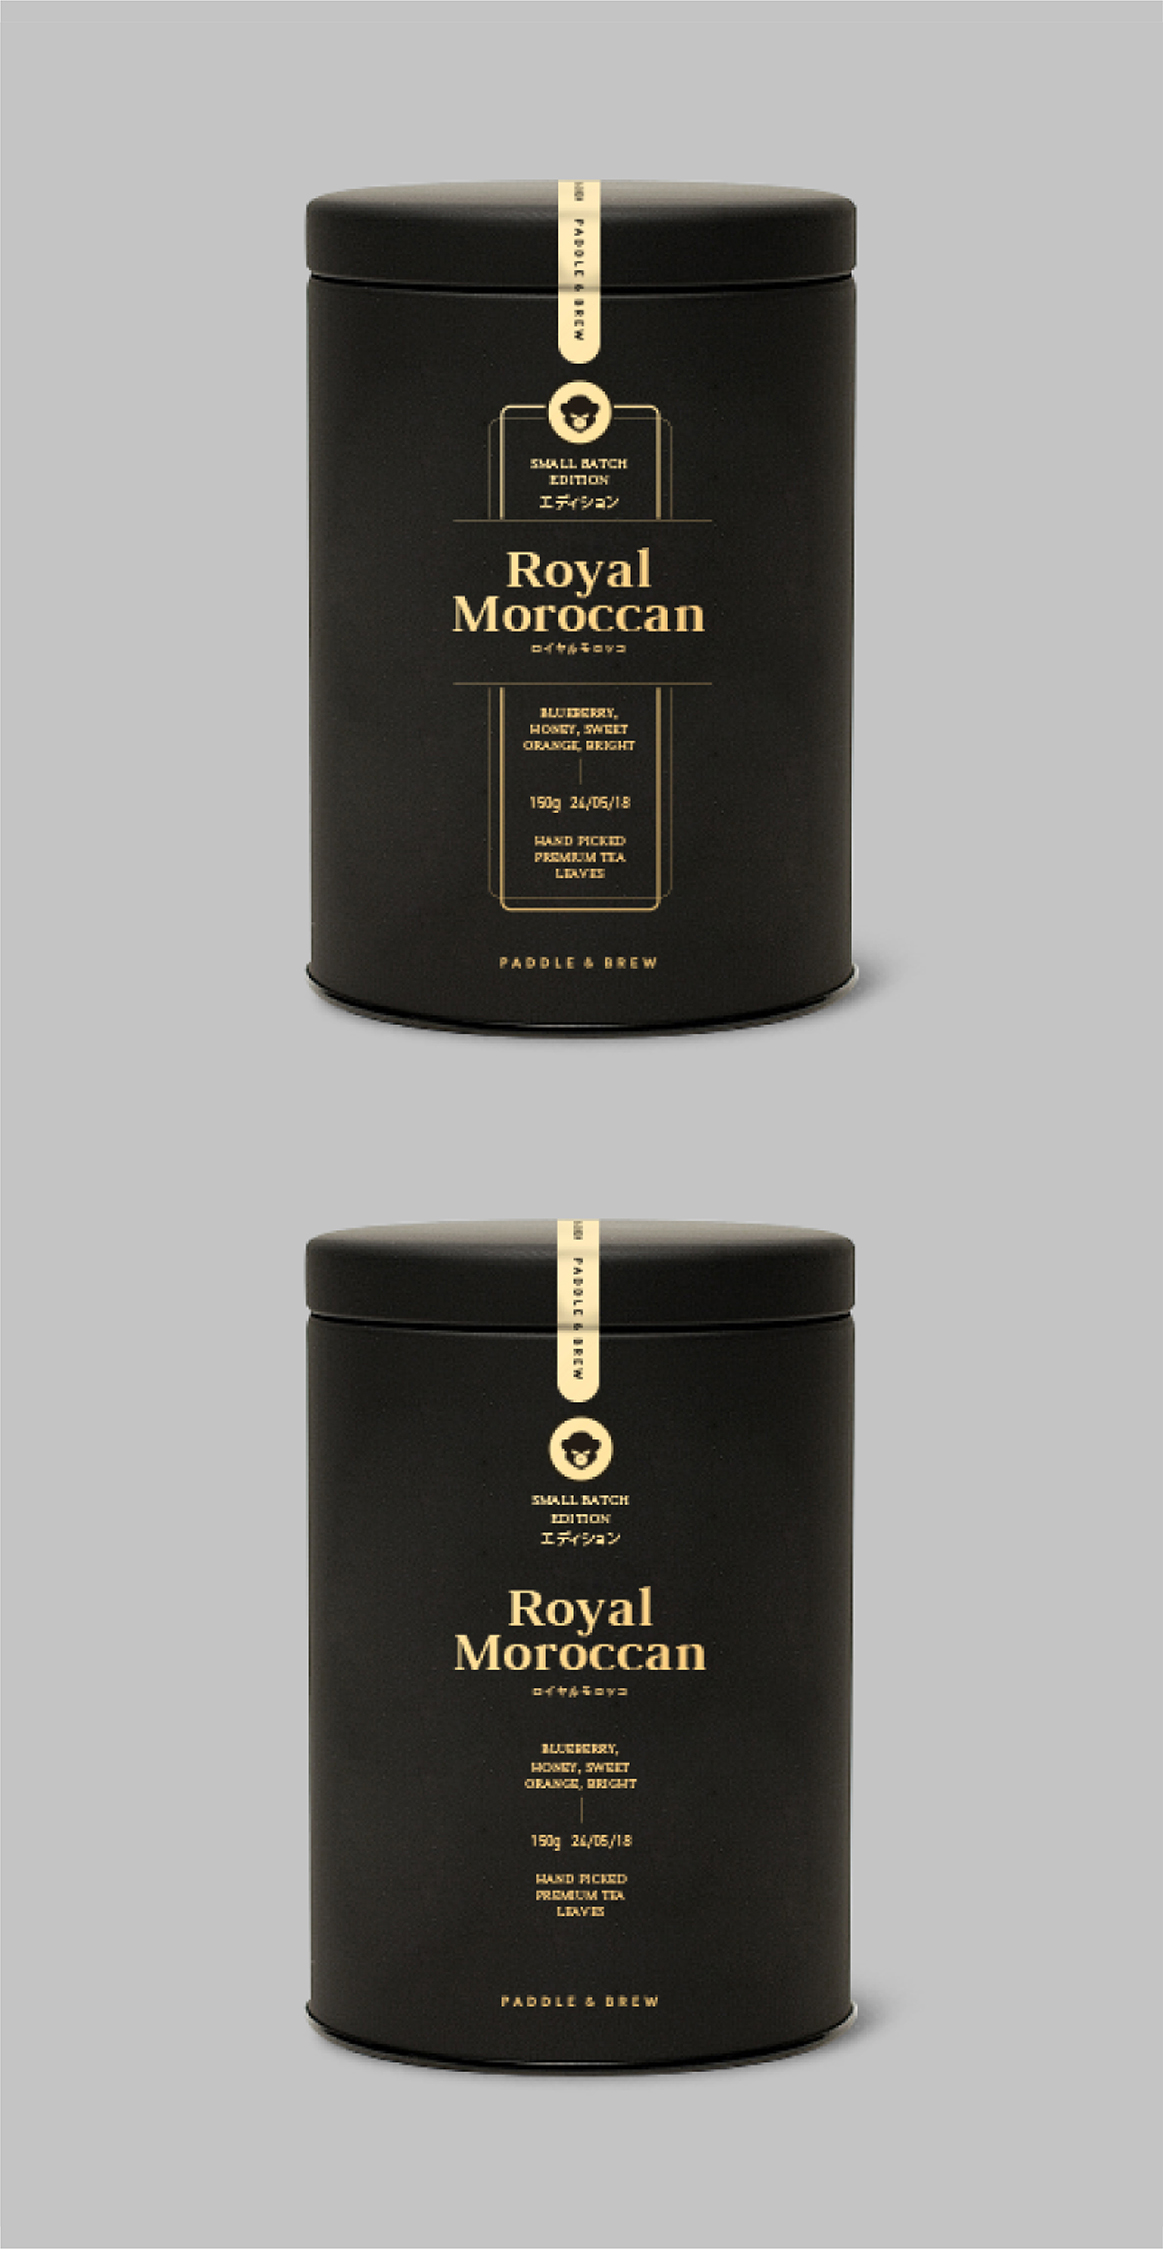 PADDLE & BREW
SMALL BATCH
EDITION
エディション
Royal
Moroccan
ロイヤルモロッコ
BLUEBERRY,
HONEY, SWEET
ORANGE, BRIGHT
150g 24/05/18
HAND PICKED
PREMIUM TEA
LEAVES
PADDLE & BREW
PADDLE & BREW
SMALL BATCH
EDITION
エディション
Royal
Moroccan
ロイヤルモロッコ
BLUEBERRY,
HONEY, SWEET
ORANGE, BRIGHT
150g 24/05/18
HAND PICKED
PREMIUM TEA
LEAVES
PADDLE & BREW